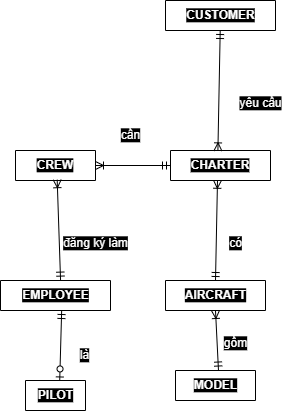 CUSTOMER
yêu cầu
cần
CREW
CHARTER
đăng ký làm
có
EMPLOYEE
AIRCRAFT
gồm
là
PILOT
MODEL